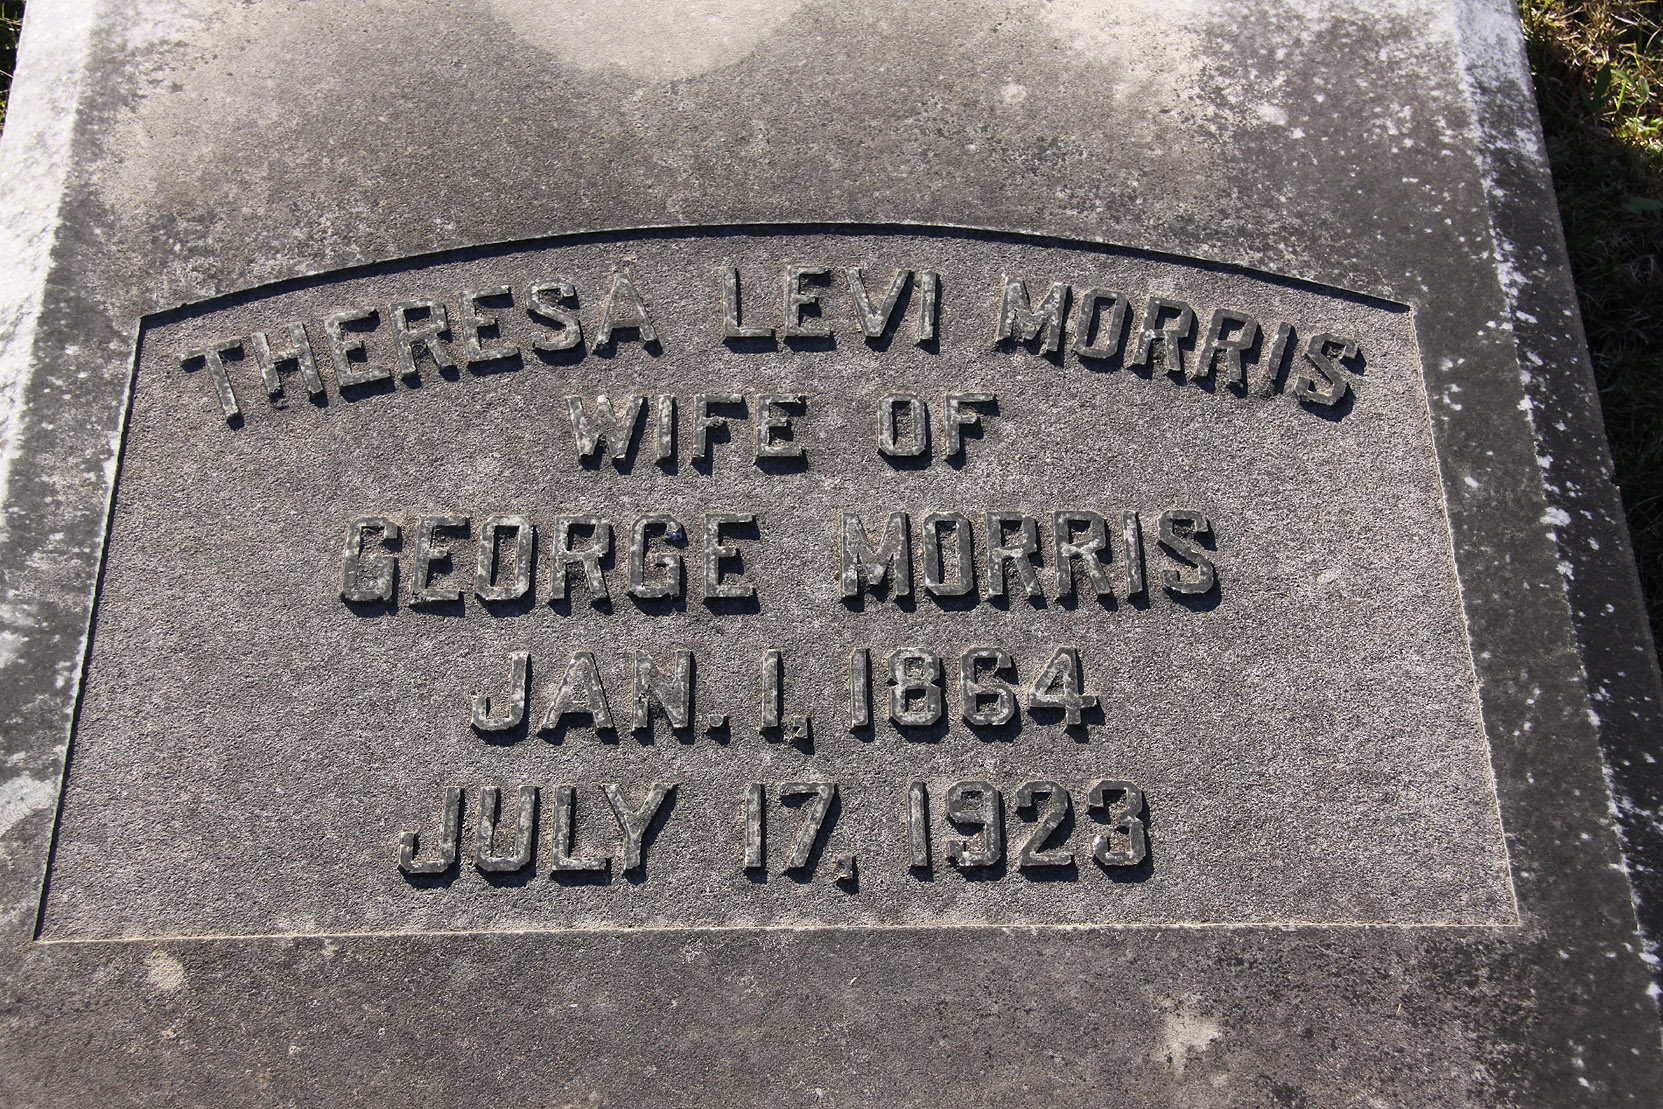 THERESA LEVI MORRIS
WIFE OF
GEORGE MORRIS
JAN. 1, 1864
JULY 17, 1923